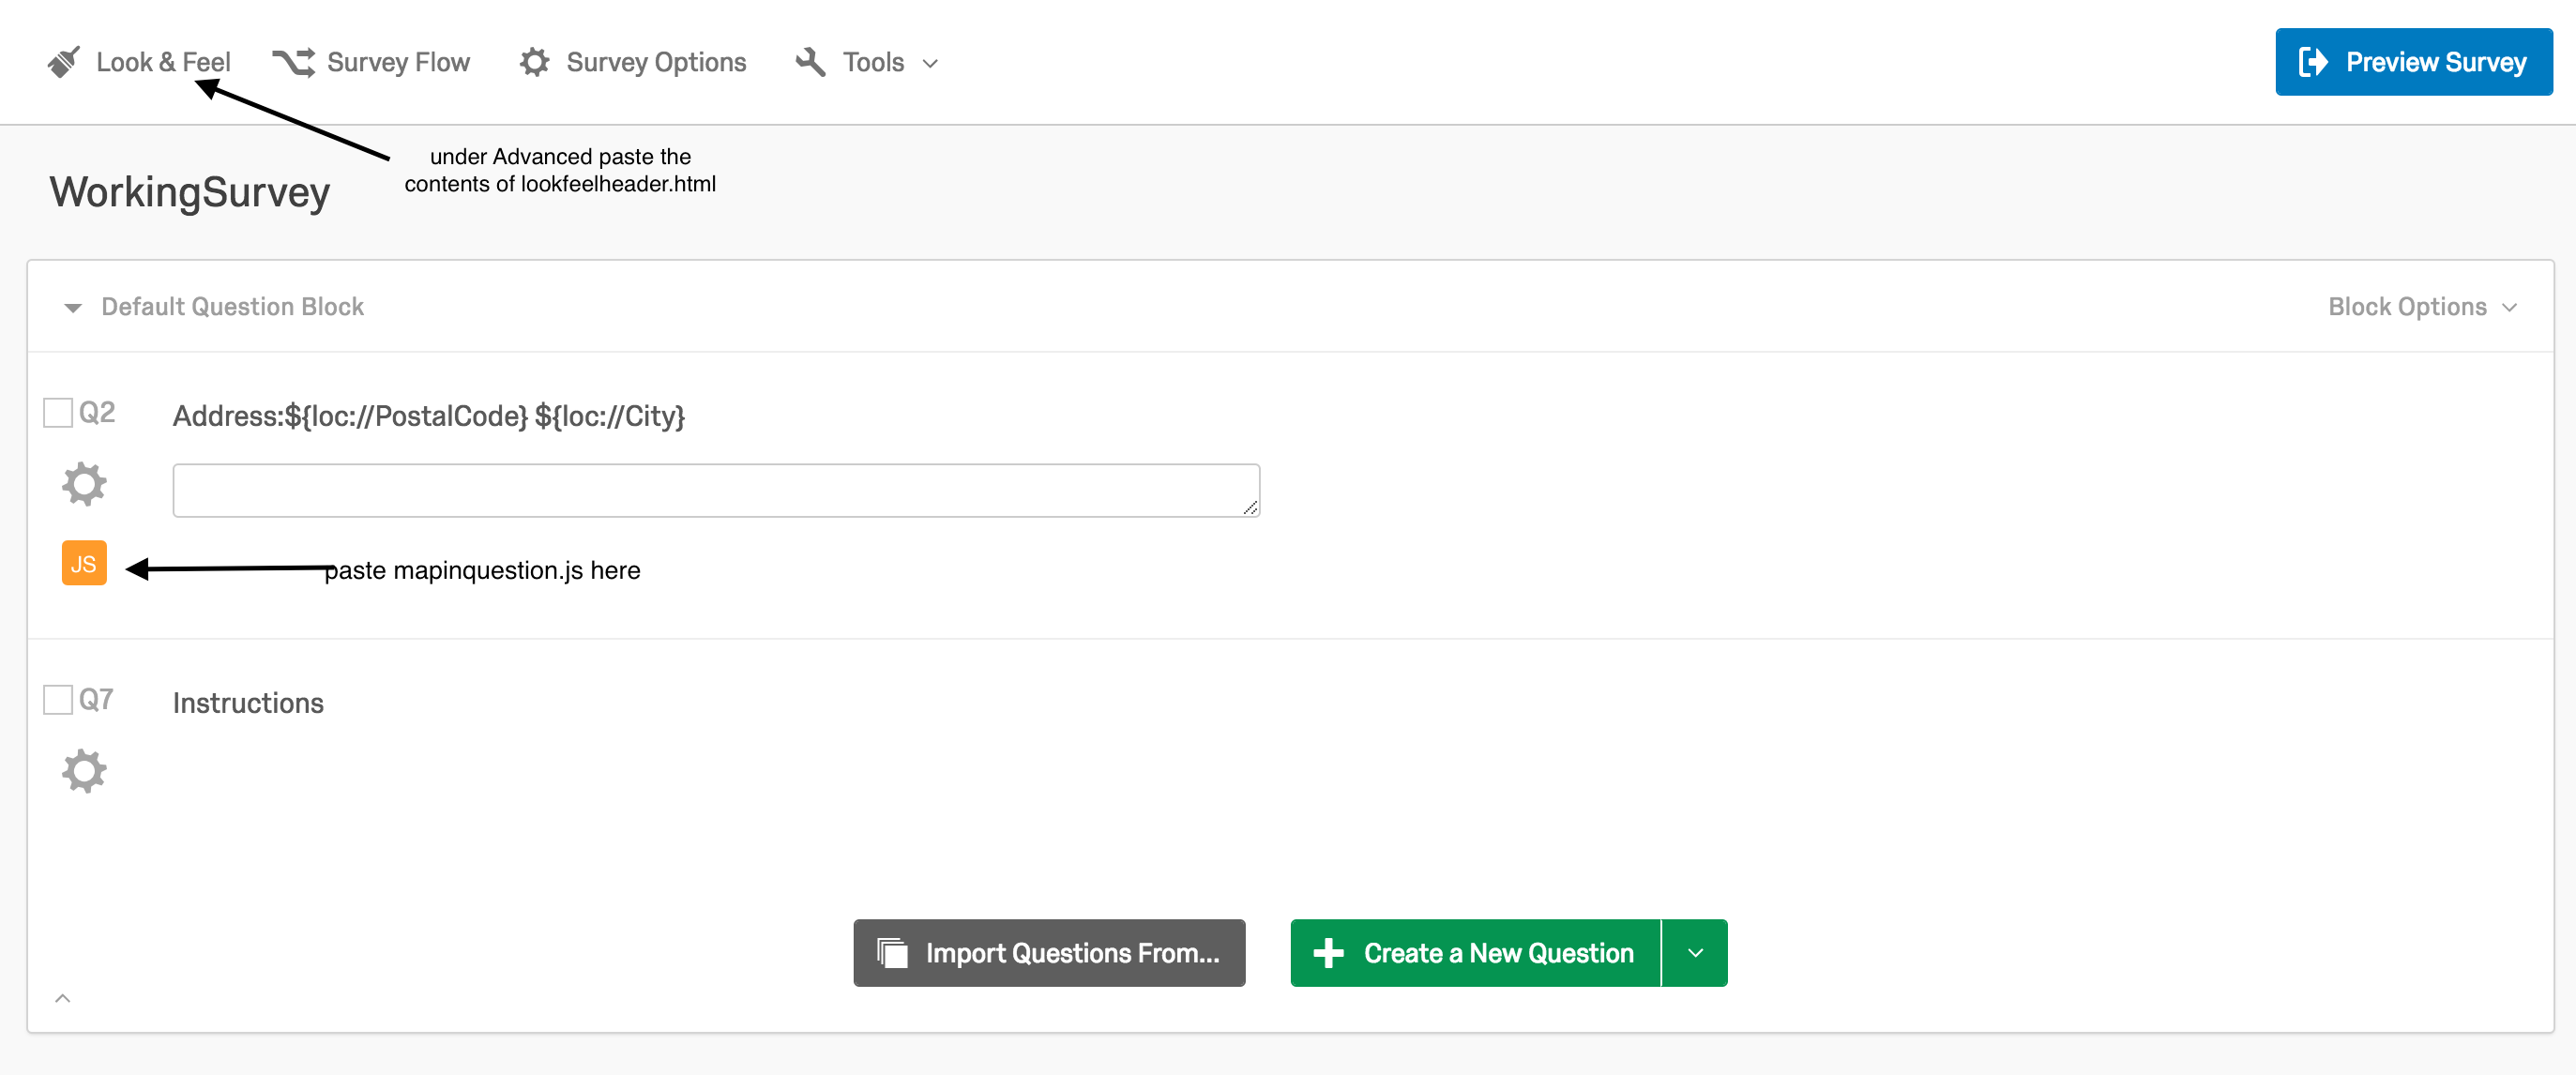 Look & Feel Survey Flow Survey Options Tools Preview Survey
under Advanced paste the
contents of lookfeelheader.html
WorkingSurvey
Default Question Block Block Options
Q2 Address:${loc://PostalCode} ${loc://City}
JS paste mapinquestion.js here
Q7 Instructions
Import Questions From... Create a New Question